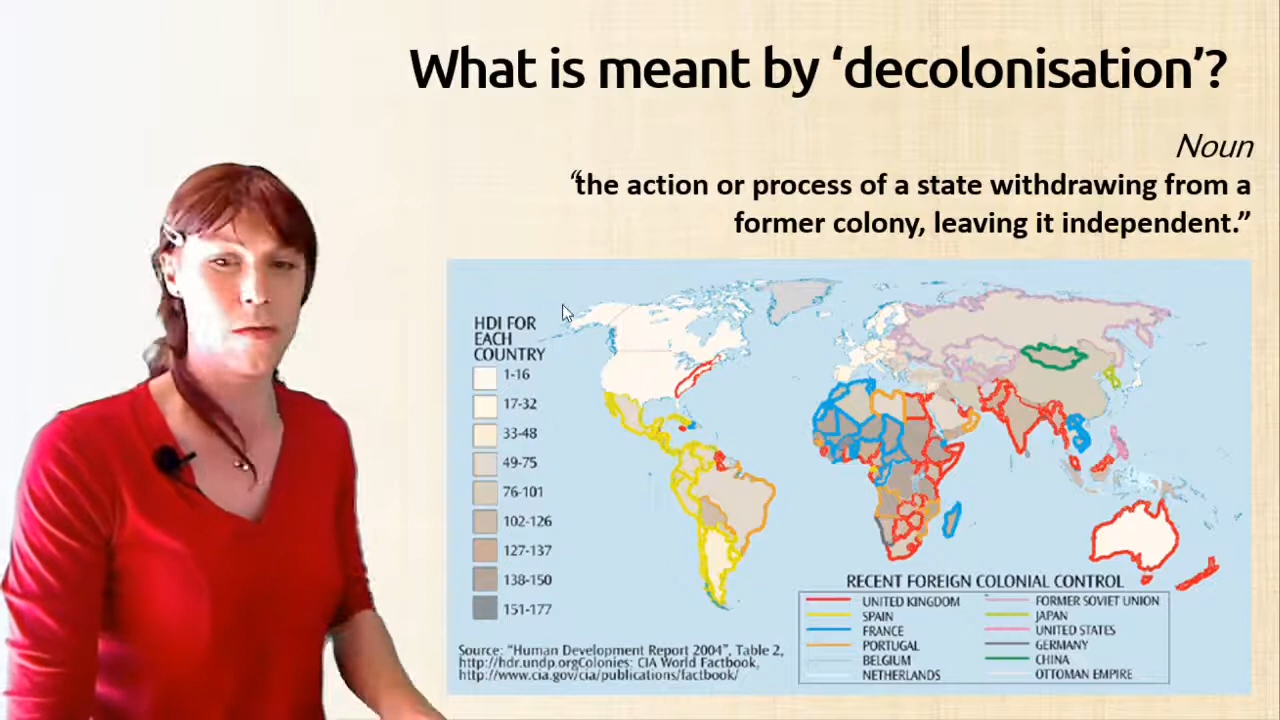 What is meant by ‘decolonisation’?
Noun
“the action or process of a state withdrawing from a
former colony, leaving it independent.”
HDI FOR
EACH
COUNTRY
1-16
17-32
33-48
49-75
76-101
102-126
127-137
138-150
151-177
RECENT FOREIGN COLONIAL CONTROL
UNITED KINGDOM
SPAIN
FRANCE
PORTUGAL
BELGIUM
NETHERLANDS
FORMER SOVIET UNION
JAPAN
UNITED STATES
GERMANY
CHINA
OTTOMAN EMPIRE
Source: "Human Development Report 2004", Table 2,
http://hdr.undp.orgColonies: CIA World Factbook,
http://www.cia.gov/cia/publications/factbook/